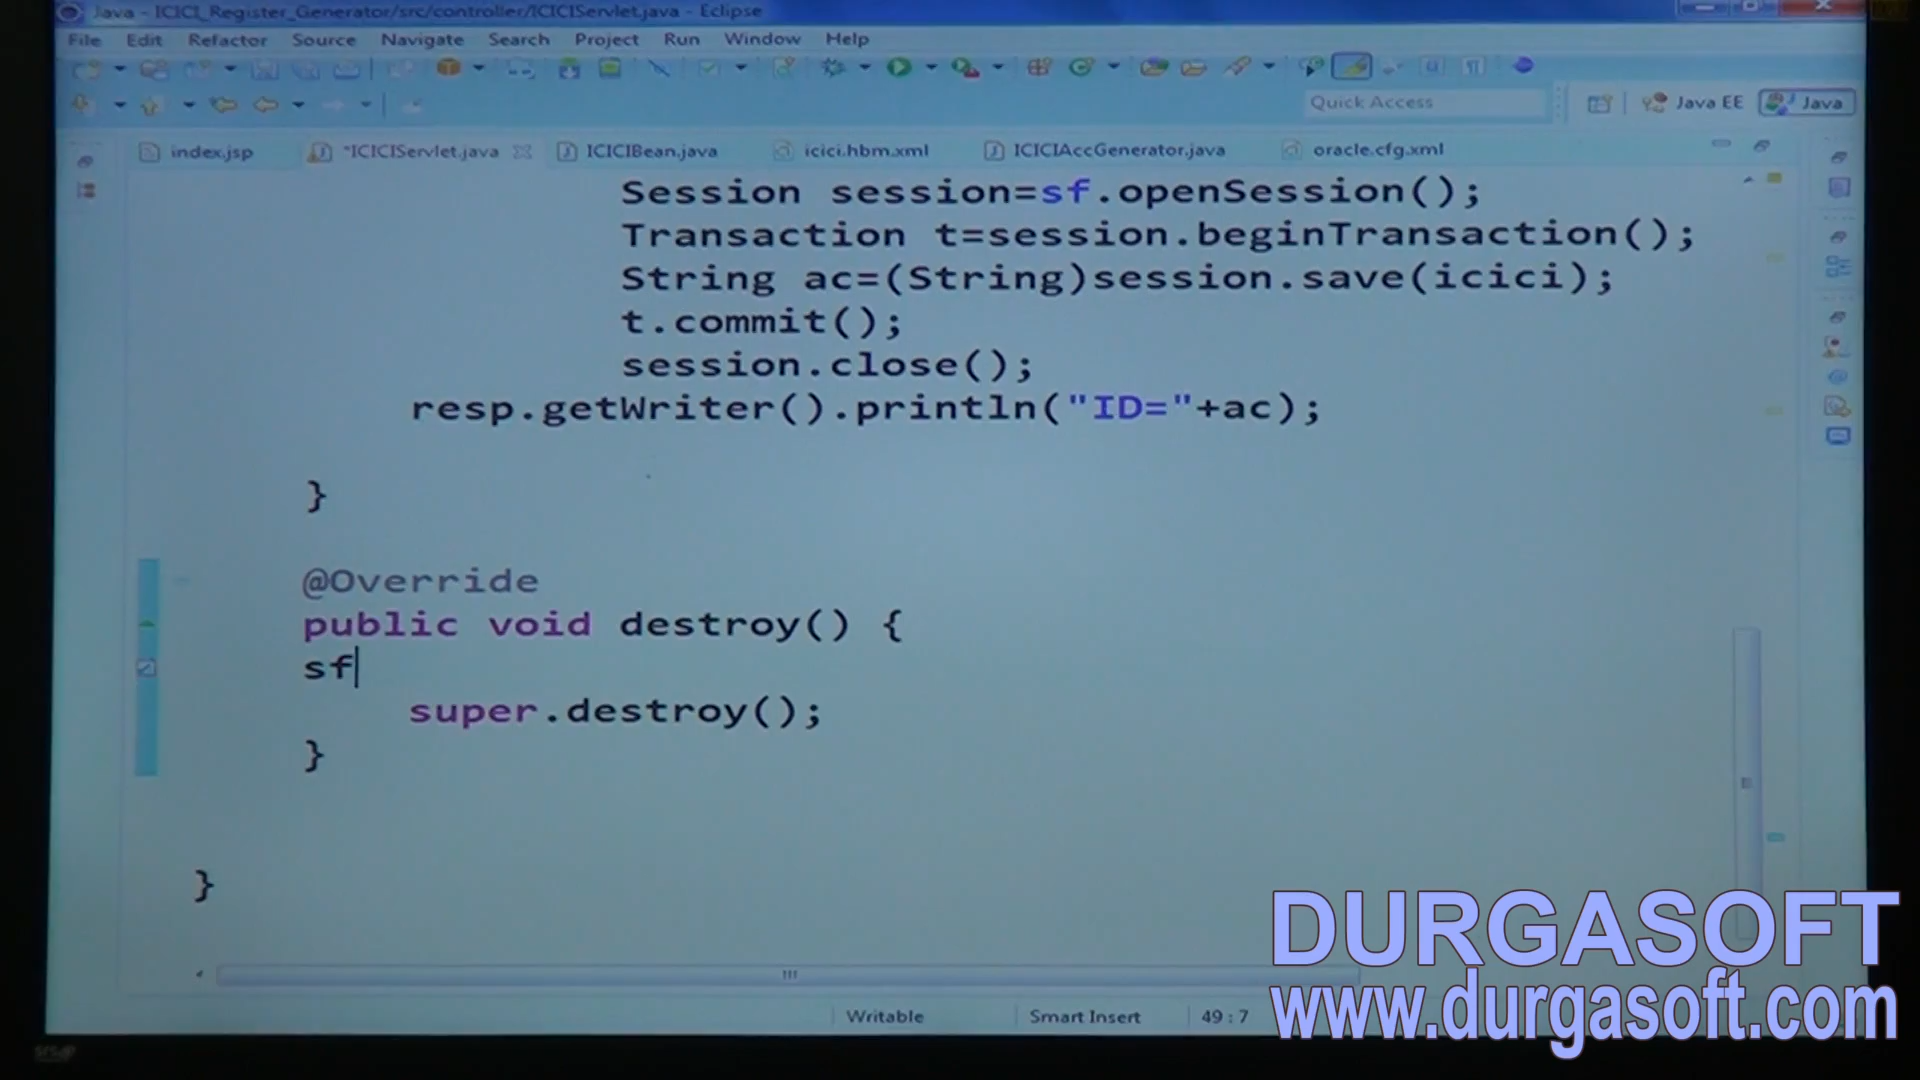 Java - ICICI_Register_Generator/src/controller/ICICIServlet.java - Eclipse
File Edit Refactor Source Navigate Search Project Run Window Help
Quick Access Java EE Java
index.jsp *ICICIServlet.java ICICIBean.java icici.hbm.xml ICICIAccGenerator.java oracle.cfg.xml
Session session=sf.openSession();
Transaction t=session.beginTransaction();
String ac=(String)session.save(icici);
t.commit();
session.close();
resp.getWriter().println("ID="+ac);
}
@Override
public void destroy() {
sf
super.destroy();
}
}
DURGASOFT
www.durgasoft.com
Writable Smart Insert 49 : 7